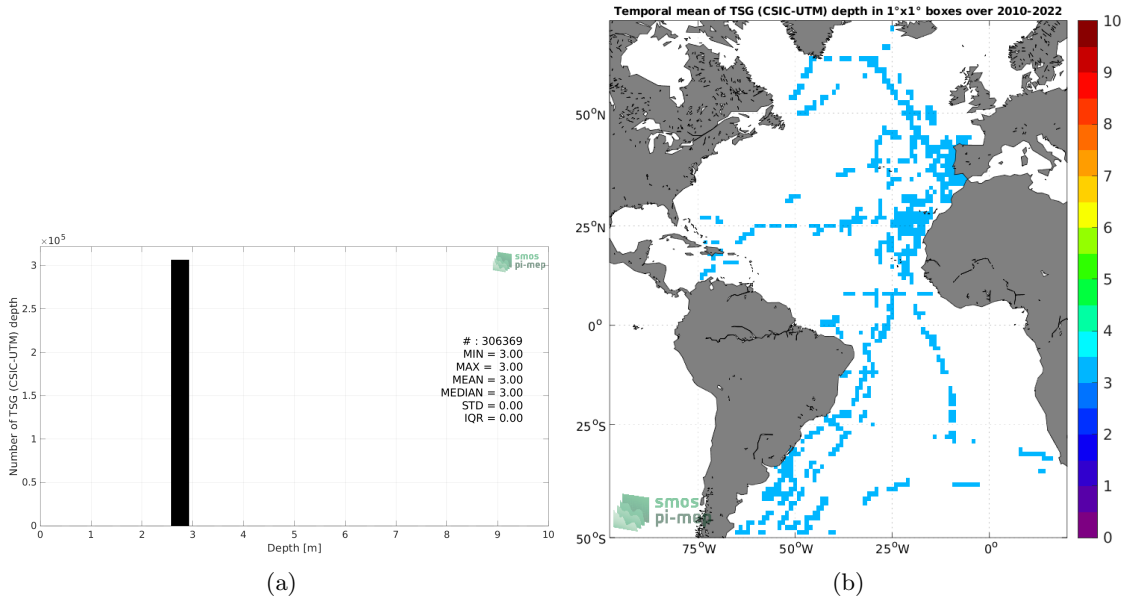 ×10⁵
3
2.5
2
1.5
1
0.5
0
Number of TSG (CSIC-UTM) depth
smos
pi-mep
# : 306369
MIN = 3.00
MAX = 3.00
MEAN = 3.00
MEDIAN = 3.00
STD = 0.00
IQR = 0.00
0 1 2 3 4 5 6 7 8 9 10
Depth [m]
(a)
Temporal mean of TSG (CSIC-UTM) depth in 1°x1° boxes over 2010-2022
50°N
25°N
0°
25°S
50°S
75°W 50°W 25°W 0°
smos
pi-mep
10
9
8
7
6
5
4
3
2
1
0
(b)